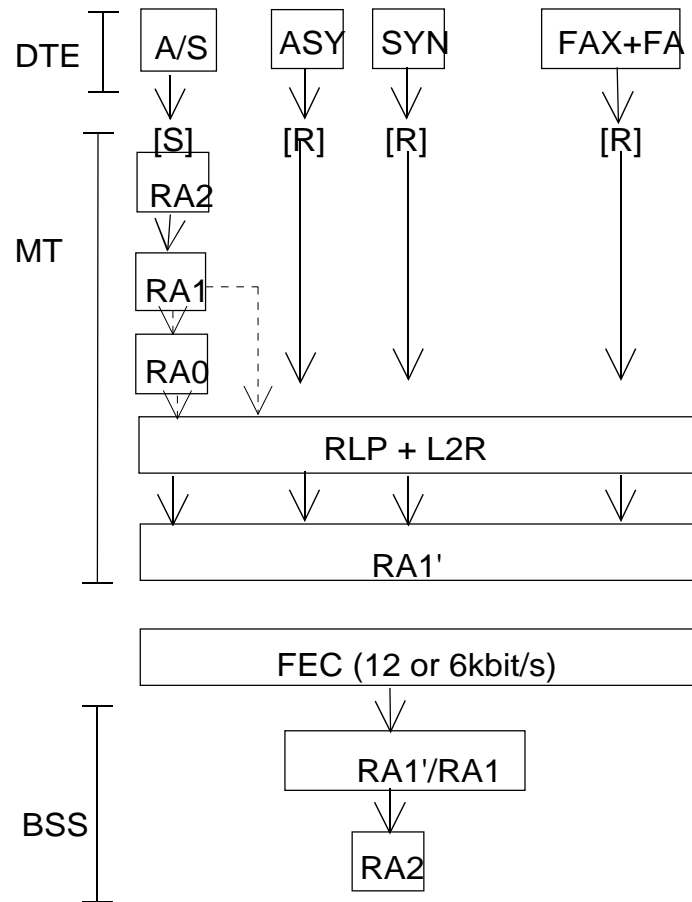 DTE
A/S ASY SYN FAX+FA
[S] [R] [R] [R]
RA2
MT
RA1
RA0
RLP + L2R
RA1'
FEC (12 or 6kbit/s)
RA1'/RA1
BSS
RA2